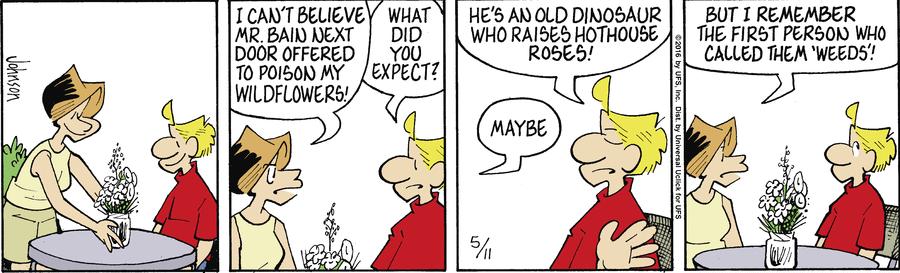 Johnson
I CAN'T BELIEVE
MR. BAIN NEXT
DOOR OFFERED
TO POISON MY
WILDFLOWERS!
WHAT
DID
YOU
EXPECT?
HE'S AN OLD DINOSAUR
WHO RAISES HOTHOUSE
ROSES!
MAYBE
5/11
©2016 by UFS, Inc. Dist. by Universal Uclick for UFS
BUT I REMEMBER
THE FIRST PERSON WHO
CALLED THEM 'WEEDS'!